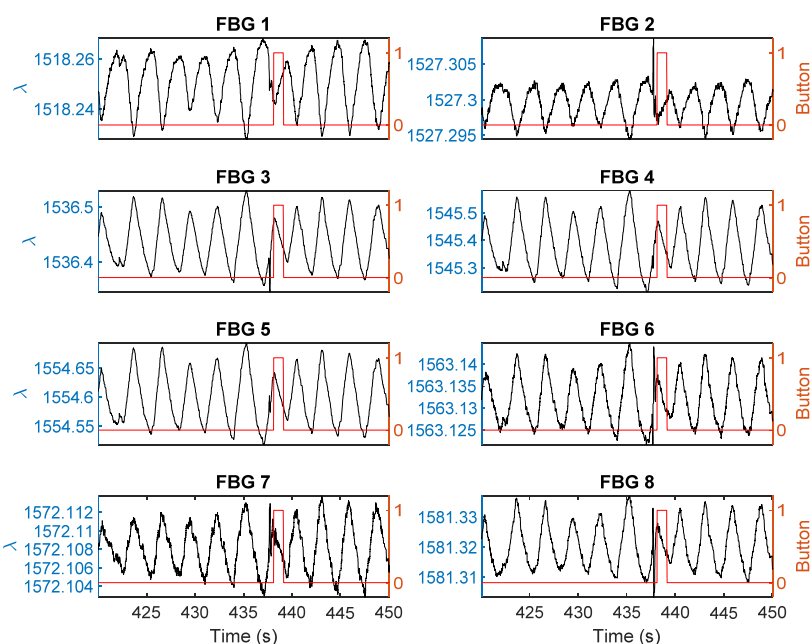 FBG 1
FBG 2
λ
1518.26
1518.24
1
0
1527.305
1527.3
1527.295
1
0
Button
FBG 3
FBG 4
λ
1536.5
1536.4
1
0
1545.5
1545.4
1545.3
1
0
Button
FBG 5
FBG 6
λ
1554.65
1554.6
1554.55
1
0
1563.14
1563.135
1563.13
1563.125
1
0
Button
FBG 7
FBG 8
λ
1572.112
1572.11
1572.108
1572.106
1572.104
1
0
1581.33
1581.32
1581.31
1
0
Button
425 430 435 440 445 450
425 430 435 440 445 450
Time (s)
Time (s)